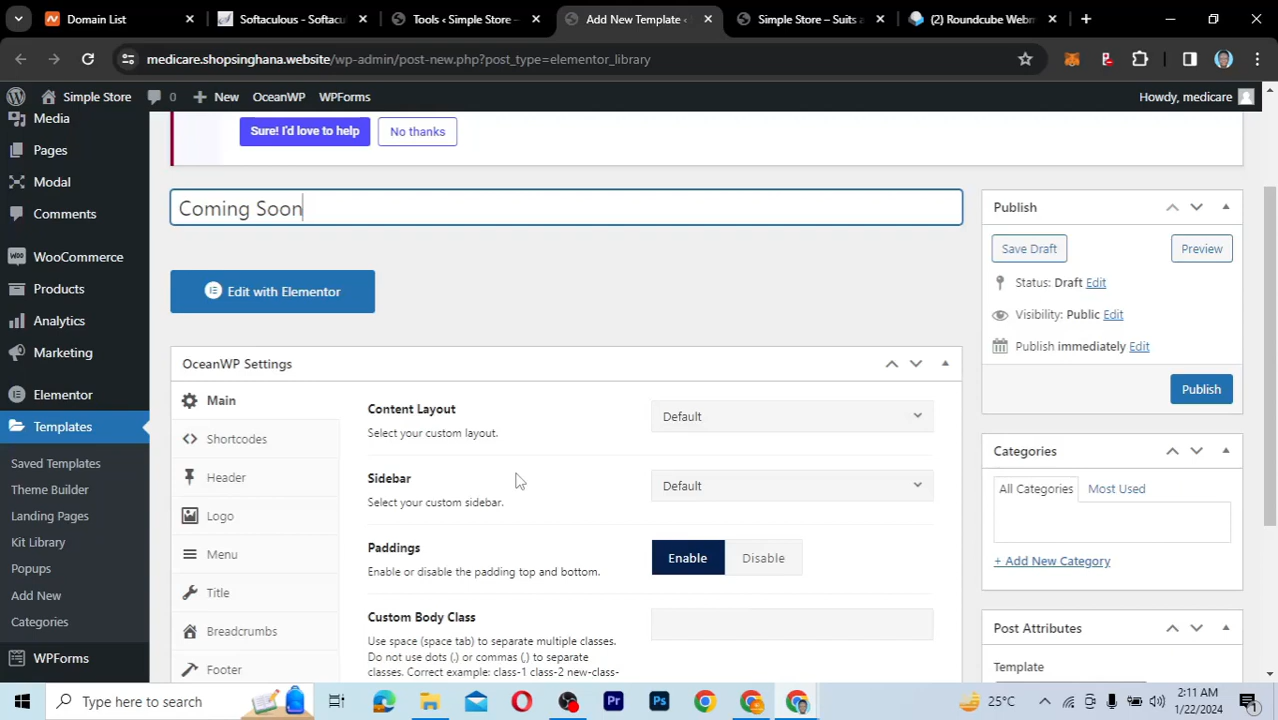 Domain List
Softaculous - Softac
Tools ‹ Simple Store —
Add New Template ‹
Simple Store – Suits
(2) Roundcube Webm
medicare.shopsinghana.website/wp-admin/post-new.php?post_type=elementor_library
Simple Store
0
New
OceanWP
WPForms
Howdy, medicare
Media
Pages
Modal
Comments
WooCommerce
Products
Analytics
Marketing
Elementor
Templates
Saved Templates
Theme Builder
Landing Pages
Kit Library
Popups
Add New
Categories
WPForms
Sure! I'd love to help
No thanks
Coming Soon
Edit with Elementor
OceanWP Settings
Main
Shortcodes
Header
Logo
Menu
Title
Breadcrumbs
Footer
Content Layout
Select your custom layout.
Default
Sidebar
Select your custom sidebar.
Default
Paddings
Enable or disable the padding top and bottom.
Enable
Disable
Custom Body Class
Use space (space tab) to separate multiple classes.
Do not use dots (.) or commas (,) to separate
classes. Correct example: class-1 class-2 new-class-
Publish
Save Draft
Preview
Status: Draft Edit
Visibility: Public Edit
Publish immediately Edit
Publish
Categories
All Categories
Most Used
+ Add New Category
Post Attributes
Template
Type here to search
25°C
2:11 AM
1/22/2024